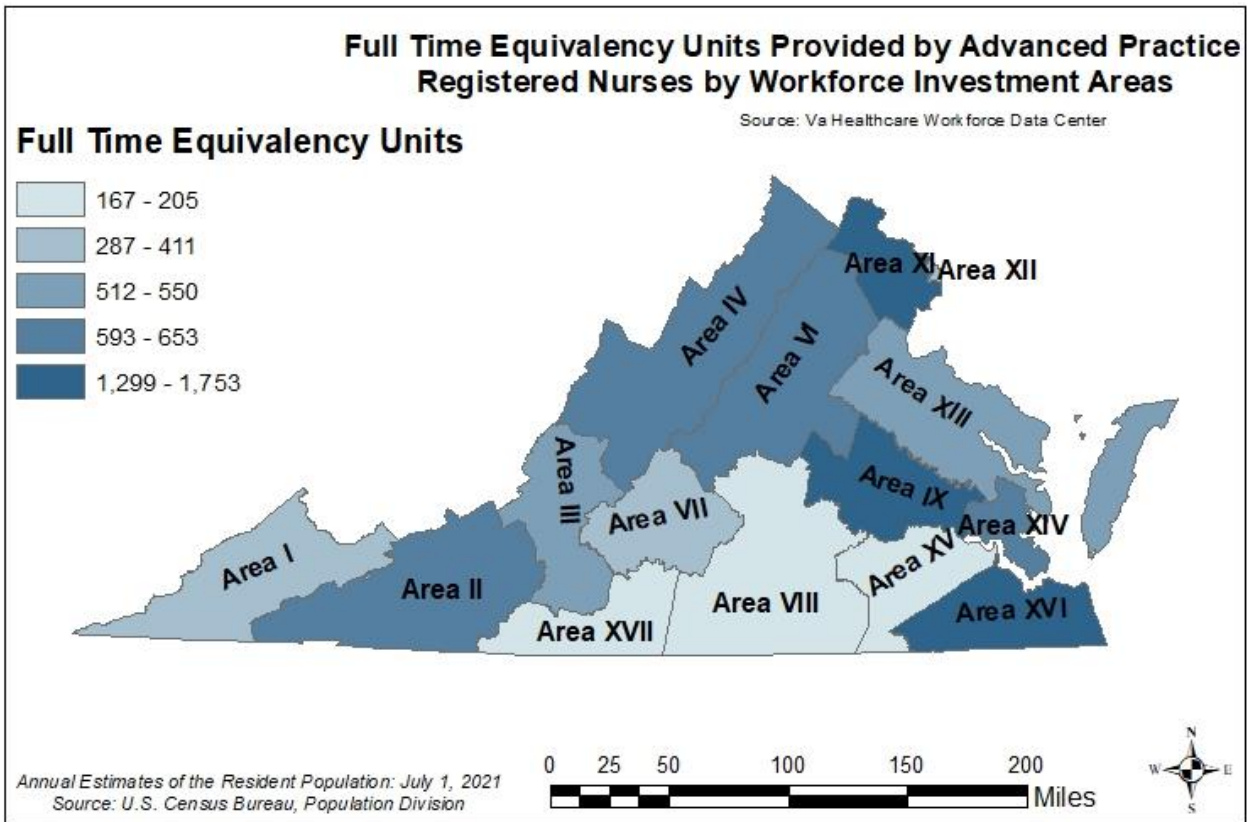 Full Time Equivalency Units Provided by Advanced Practice
Registered Nurses by Workforce Investment Areas
Source: Va Healthcare Workforce Data Center
Full Time Equivalency Units
167 - 205
287 - 411
512 - 550
593 - 653
1,299 - 1,753
Area XI
Area XII
Area IV
Area VI
Area XIII
Area III
Area IX
Area VII
Area XIV
Area I
Area XV
Area II
Area VIII
Area XVI
Area XVII
N
W
E
S
0 25 50 100 150 200
Miles
Annual Estimates of the Resident Population: July 1, 2021
Source: U.S. Census Bureau, Population Division